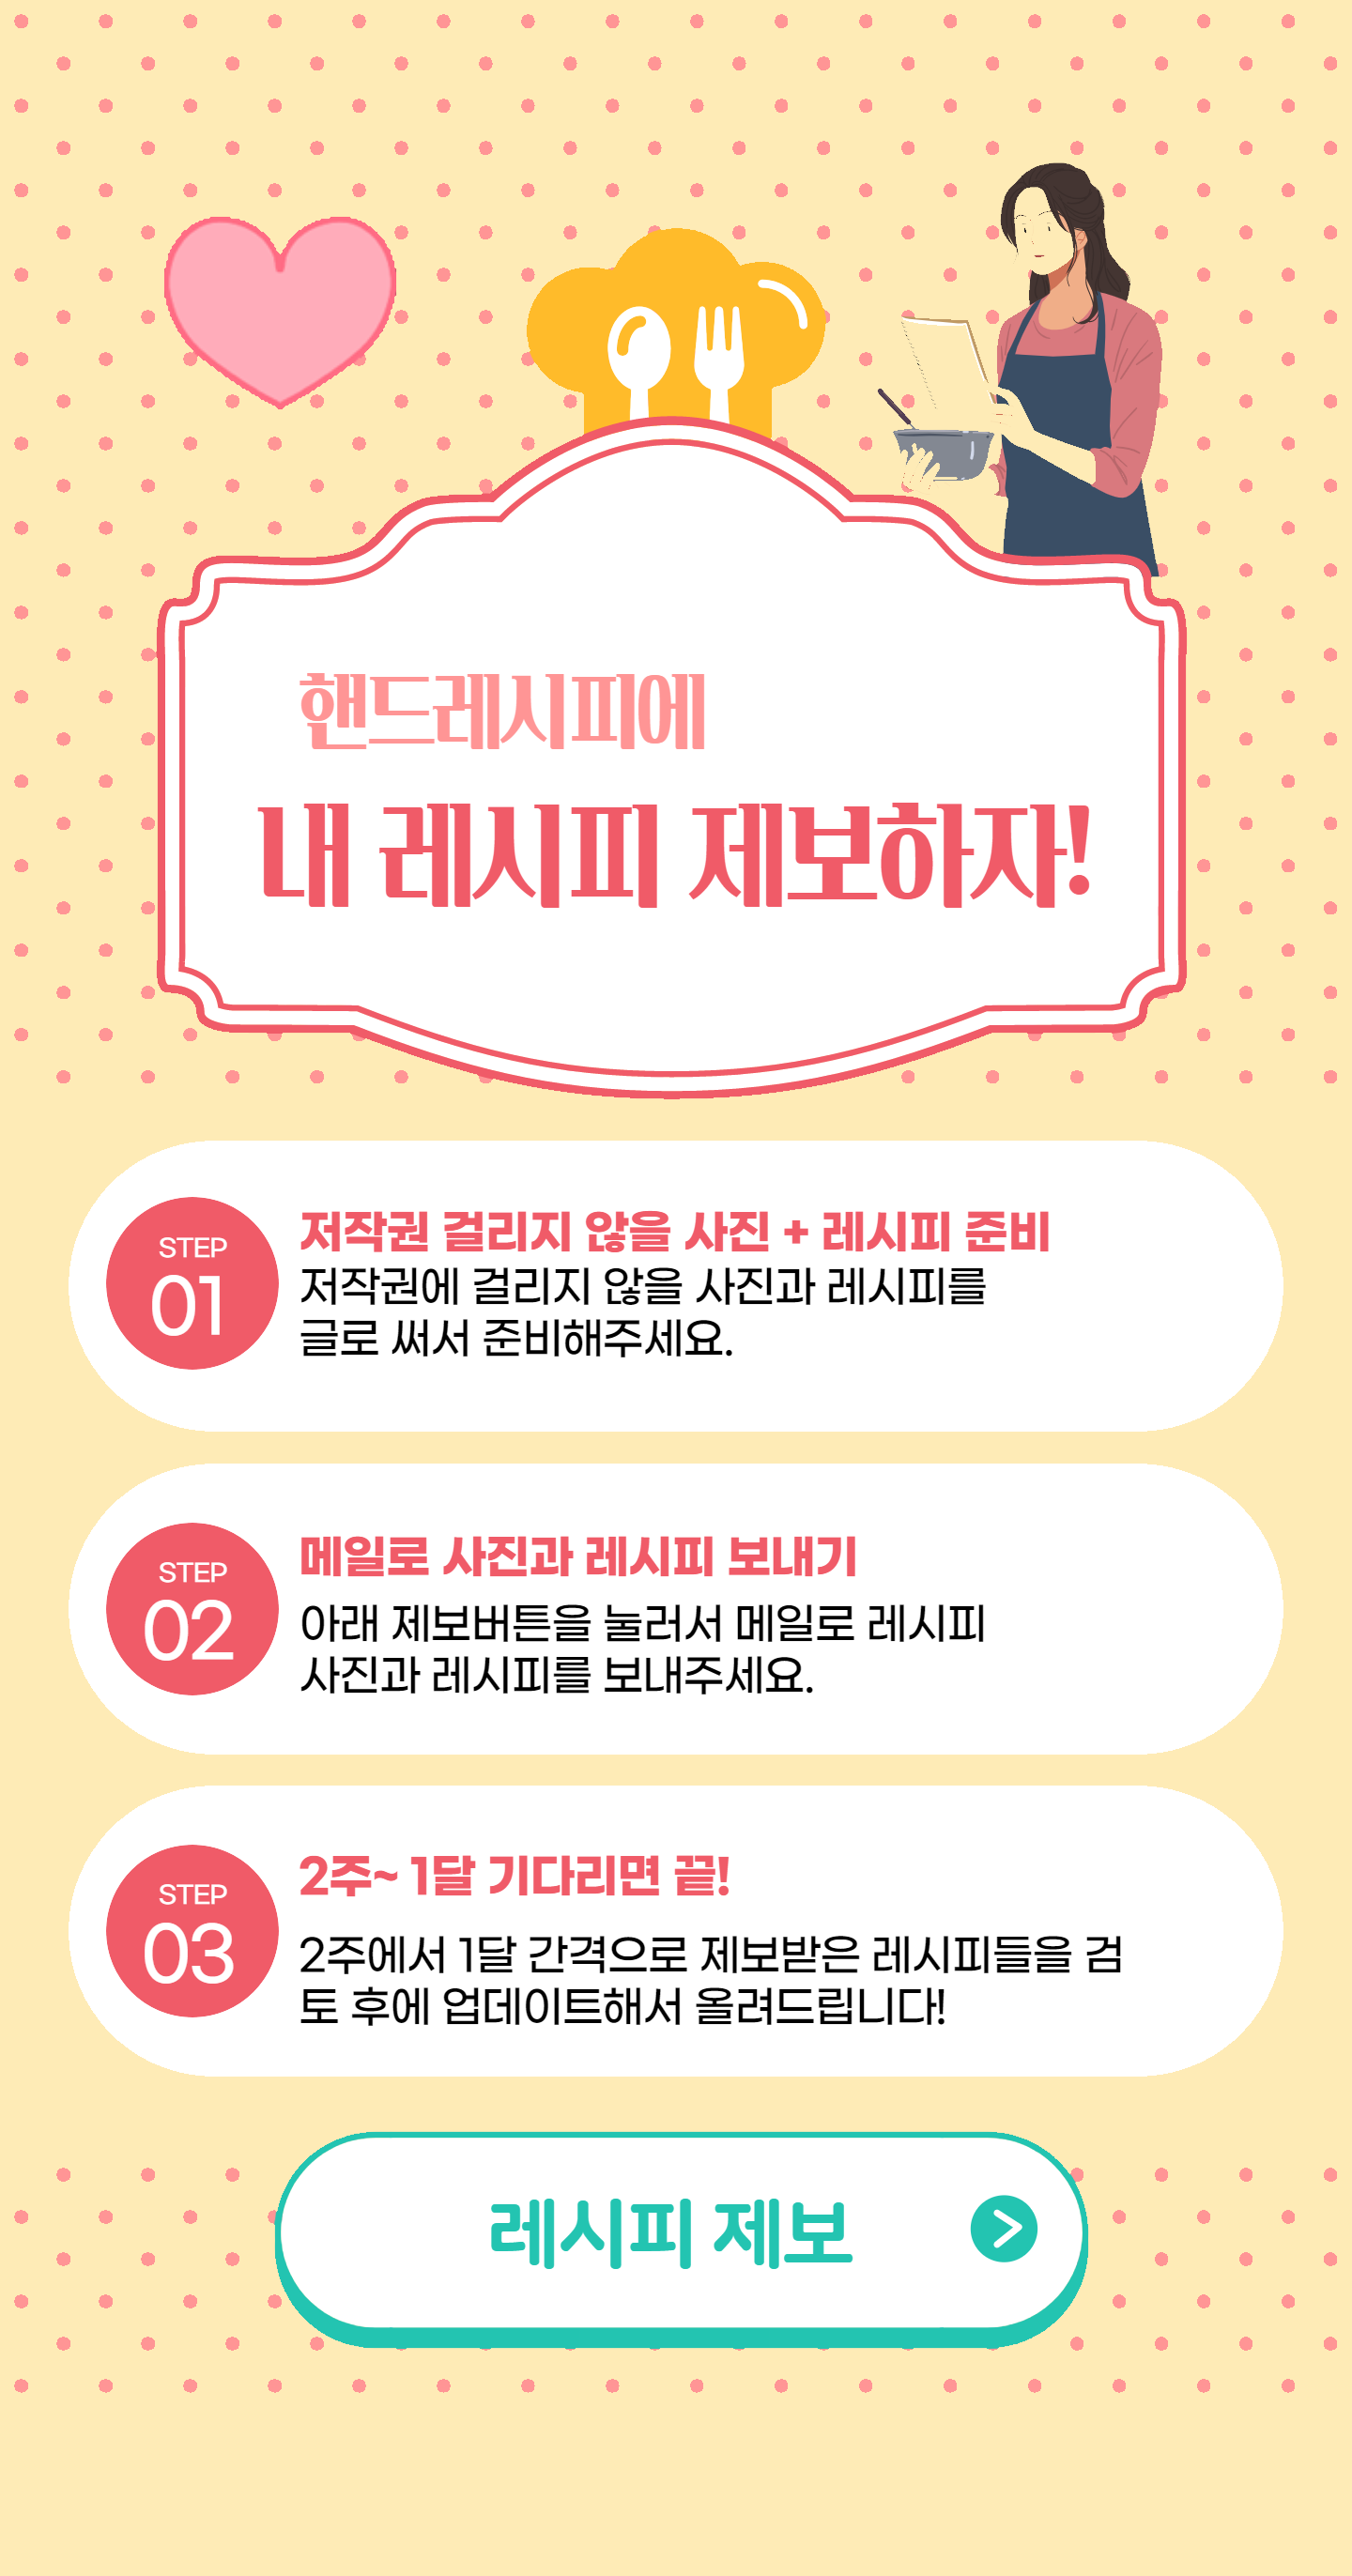 핸드레시피에
내 레시피 제보하자!
STEP
01
저작권 걸리지 않을 사진 + 레시피 준비
저작권에 걸리지 않을 사진과 레시피를
글로 써서 준비해주세요.
STEP
02
메일로 사진과 레시피 보내기
아래 제보버튼을 눌러서 메일로 레시피
사진과 레시피를 보내주세요.
STEP
03
2주~ 1달 기다리면 끝!
2주에서 1달 간격으로 제보받은 레시피들을 검
토 후에 업데이트해서 올려드립니다!
레시피 제보